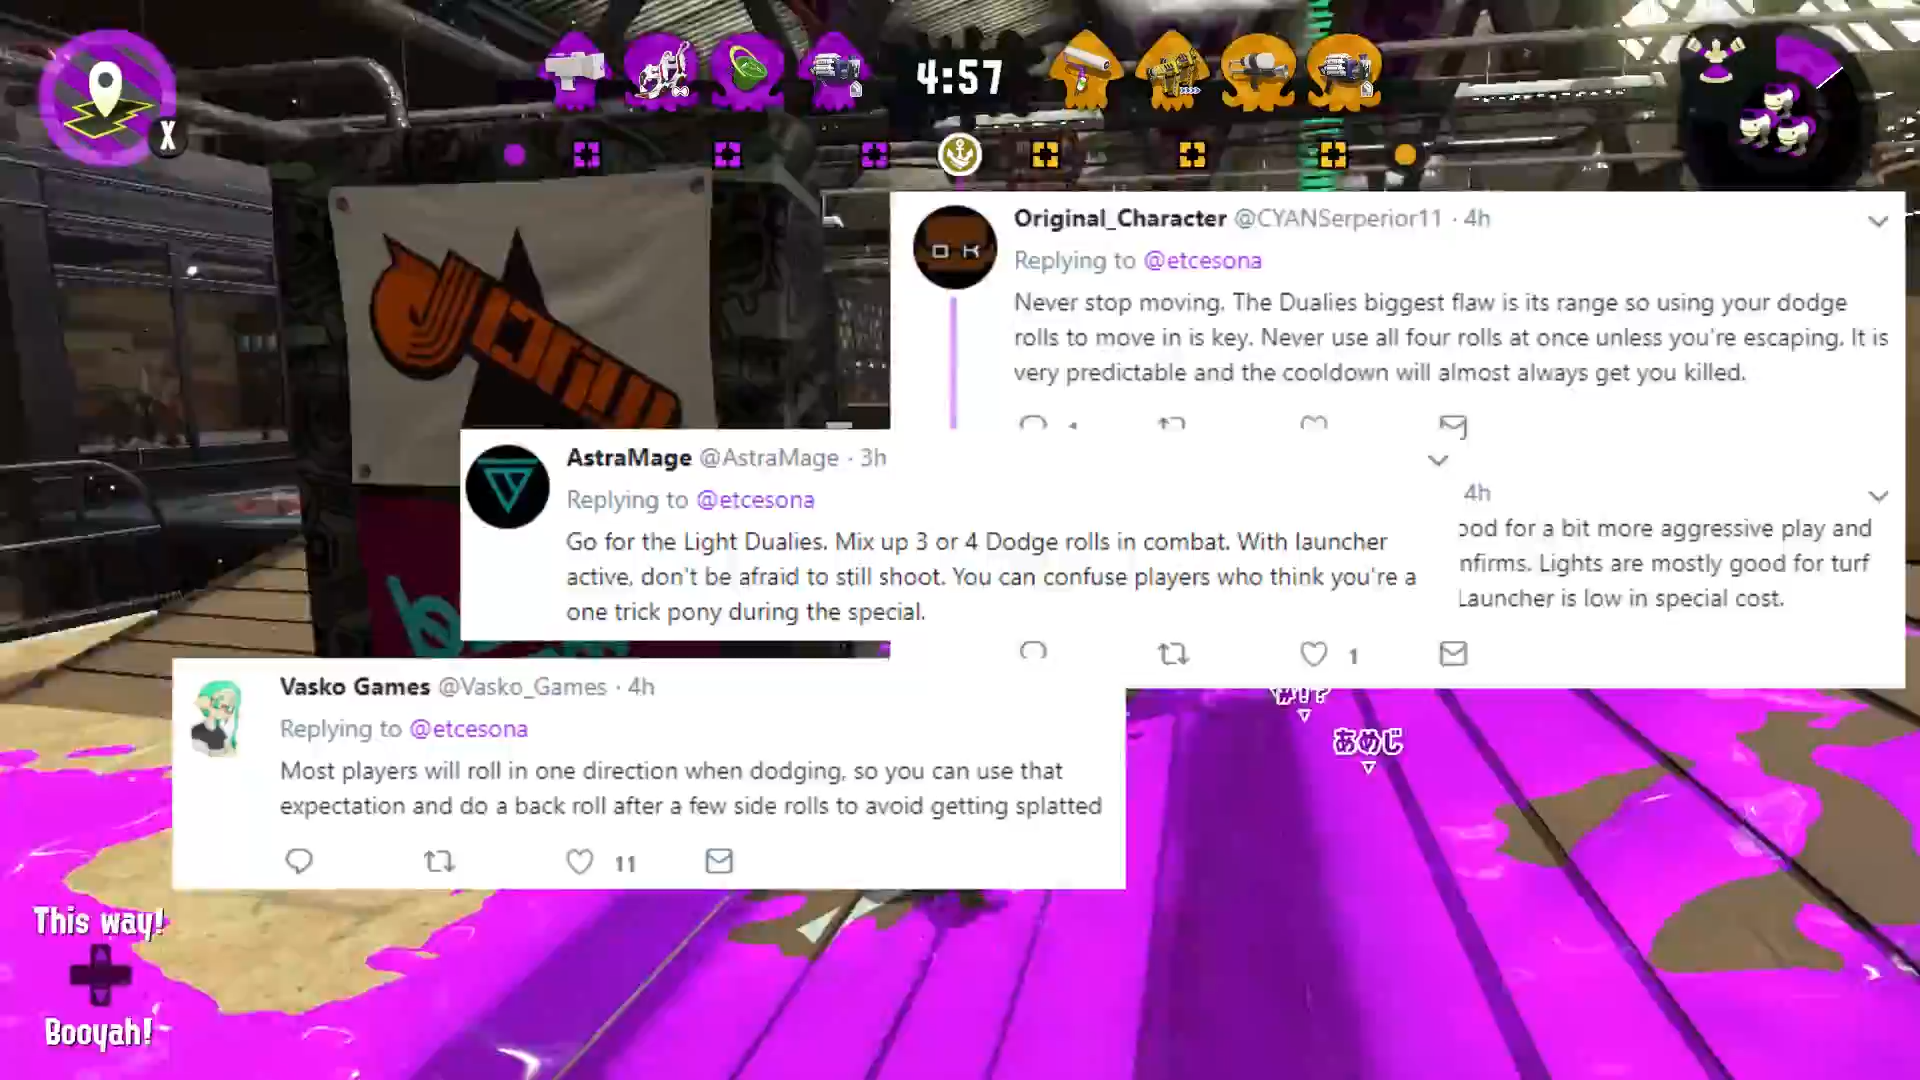 4:57
X
Original_Character @CYANSerperior11 · 4h
Replying to @etcesona
Never stop moving. The Dualies biggest flaw is its range so using your dodge
rolls to move in is key. Never use all four rolls at once unless you're escaping. It is
very predictable and the cooldown will almost always get you killed.
AstraMage @AstraMage · 3h
Replying to @etcesona
Go for the Light Dualies. Mix up 3 or 4 Dodge rolls in combat. With launcher
active, don't be afraid to still shoot. You can confuse players who think you're a
one trick pony during the special.
4h
for a bit more aggressive play and
Lights are mostly good for turf
Launcher is low in special cost.
1
Vasko Games @Vasko_Games · 4h
Replying to @etcesona
Most players will roll in one direction when dodging, so you can use that
expectation and do a back roll after a few side rolls to avoid getting splatted
11
あめじ
This way!
Booyah!